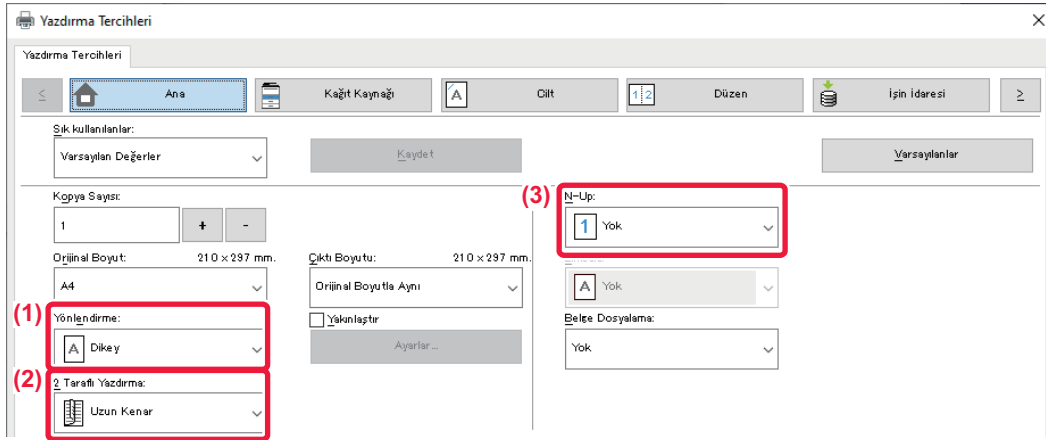 Yazdırma Tercihleri
Yazdırma Tercihleri
≤ Ana Kağıt Kaynağı A Cilt 1 2 Düzen İşin İdaresi ≥
Sık kullanılanlar:
Varsayılan Değerler Kaydet Varsayılanlar
Kopya Sayısı:
1 + -
(3) N-Up:
1 Yok
Orijinal Boyut: 210 x 297 mm.
A4
Çıktı Boyutu: 210 x 297 mm.
Orijinal Boyutla Aynı
A Yok
(1) Yönlendirme:
A Dikey
Yakınlaştır
Ayarlar...
Belge Dosyalama:
Yok
(2) 2 Taraflı Yazdırma:
Uzun Kenar